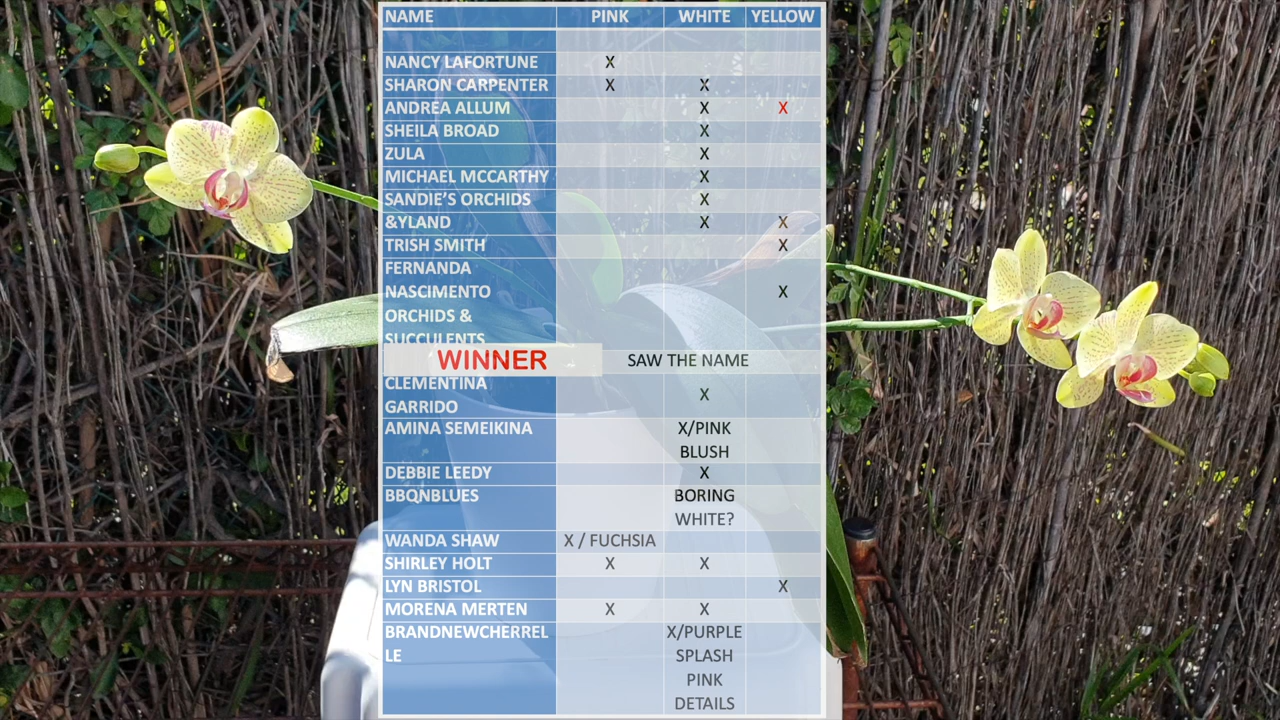 NAME PINK WHITE YELLOW
NANCY LAFORTUNE X
SHARON CARPENTER X X
ANDREA ALLUM X X
SHEILA BROAD X
ZULA X
MICHAEL MCCARTHY X
SANDIE’S ORCHIDS X
&YLAND X X
TRISH SMITH X
FERNANDA
NASCIMENTO X
ORCHIDS &
SUCCULENTS
WINNER SAW THE NAME
CLEMENTINA
GARRIDO X
AMINA SEMEIKINA X/PINK
BLUSH
DEBBIE LEEDY X
BBQNBLUES BORING
WHITE?
WANDA SHAW X / FUCHSIA
SHIRLEY HOLT X X
LYN BRISTOL X
MORENA MERTEN X X
BRANDNEWCHERREL X/PURPLE
LE SPLASH
PINK
DETAILS